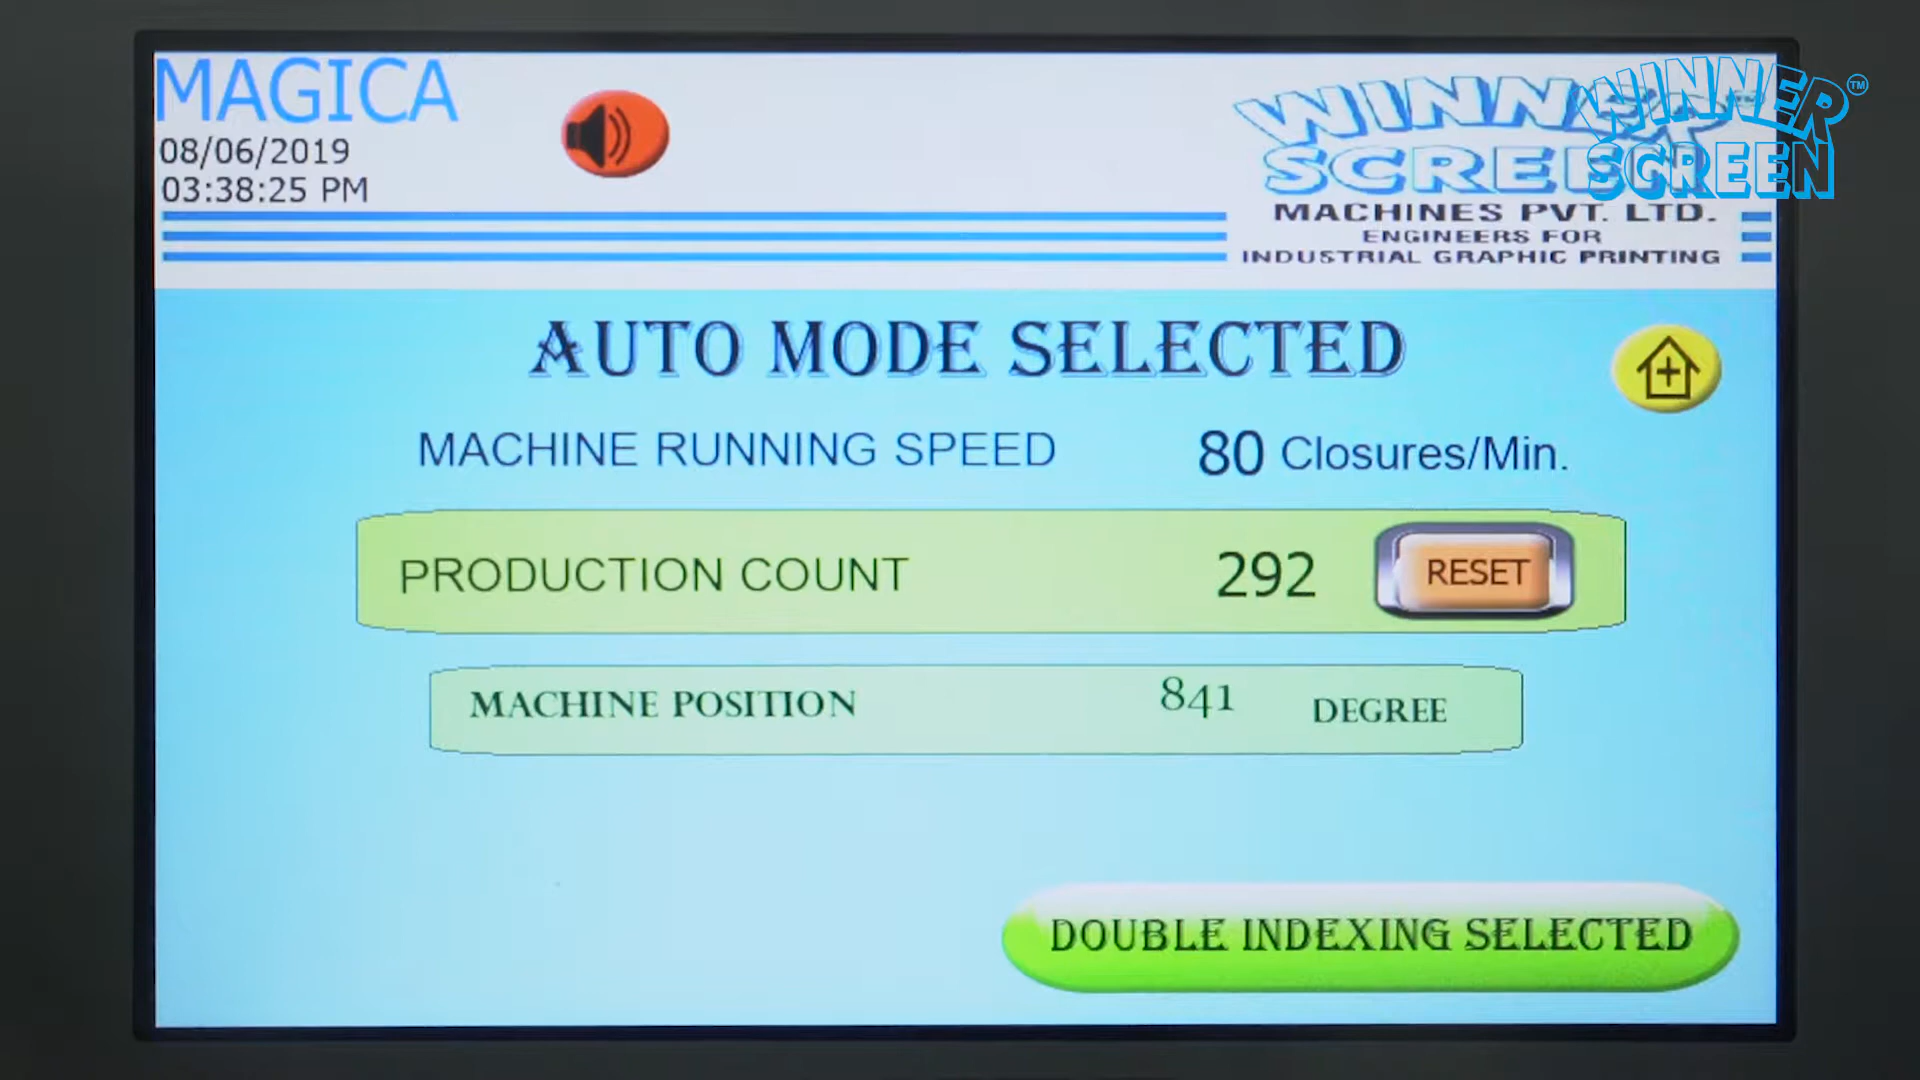 MAGICA
08/06/2019
03:38:25 PM
WINNER
SCREEN
MACHINES PVT. LTD.
ENGINEERS FOR
INDUSTRIAL GRAPHIC PRINTING
WINNER™
SCREEN
AUTO MODE SELECTED
MACHINE RUNNING SPEED 80 Closures/Min.
PRODUCTION COUNT 292 RESET
MACHINE POSITION 841 DEGREE
DOUBLE INDEXING SELECTED